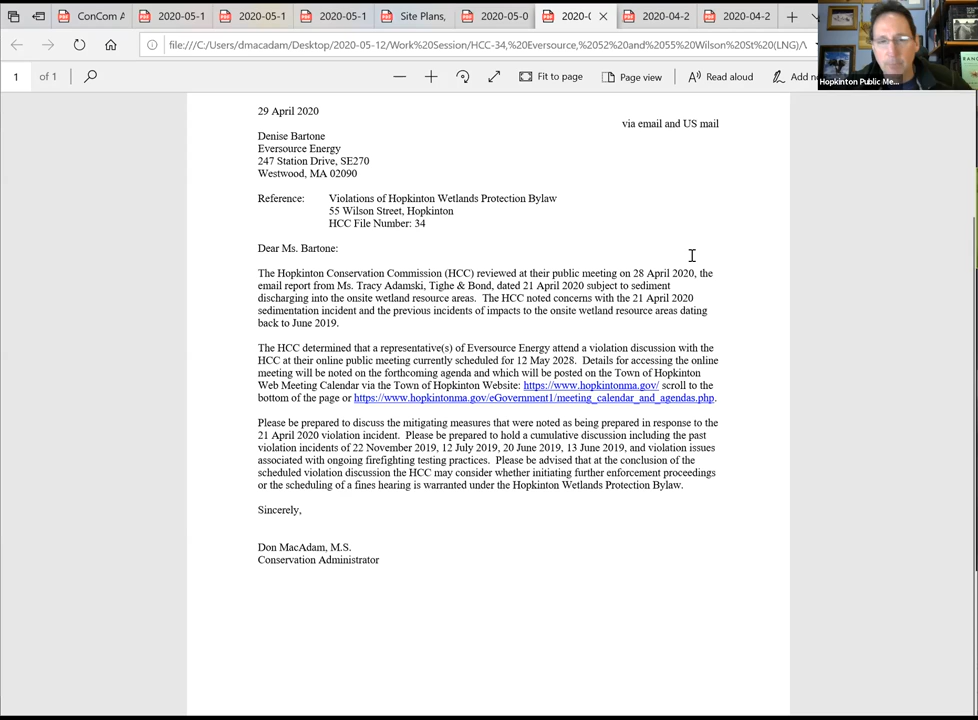 ConCom A
2020-05-1
2020-05-1
2020-05-1
Site Plans,
2020-05-0
2020-(
2020-04-2
2020-04-2
file:///C:/Users/dmacadam/Desktop/2020-05-12/Work%20Session/HCC-34,%20Eversource,%2052%20and%2055%20Wilson%20St%20(LNG)/V
1 of 1
Fit to page
Page view
Read aloud
Add no
Hopkinton Public Me...
29 April 2020
via email and US mail
Denise Bartone
Eversource Energy
247 Station Drive, SE270
Westwood, MA 02090
Reference: Violations of Hopkinton Wetlands Protection Bylaw
55 Wilson Street, Hopkinton
HCC File Number: 34
Dear Ms. Bartone:
The Hopkinton Conservation Commission (HCC) reviewed at their public meeting on 28 April 2020, the
email report from Ms. Tracy Adamski, Tighe & Bond, dated 21 April 2020 subject to sediment
discharging into the onsite wetland resource areas. The HCC noted concerns with the 21 April 2020
sedimentation incident and the previous incidents of impacts to the onsite wetland resource areas dating
back to June 2019.
The HCC determined that a representative(s) of Eversource Energy attend a violation discussion with the
HCC at their online public meeting currently scheduled for 12 May 2028. Details for accessing the online
meeting will be noted on the forthcoming agenda and which will be posted on the Town of Hopkinton
Web Meeting Calendar via the Town of Hopkinton Website: https://www.hopkintonma.gov/ scroll to the
bottom of the page or https://www.hopkintonma.gov/eGovernment1/meeting_calendar_and_agendas.php.
Please be prepared to discuss the mitigating measures that were noted as being prepared in response to the
21 April 2020 violation incident. Please be prepared to hold a cumulative discussion including the past
violation incidents of 22 November 2019, 12 July 2019, 20 June 2019, 13 June 2019, and violation issues
associated with ongoing firefighting testing practices. Please be advised that at the conclusion of the
scheduled violation discussion the HCC may consider whether initiating further enforcement proceedings
or the scheduling of a fines hearing is warranted under the Hopkinton Wetlands Protection Bylaw.
Sincerely,
Don MacAdam, M.S.
Conservation Administrator